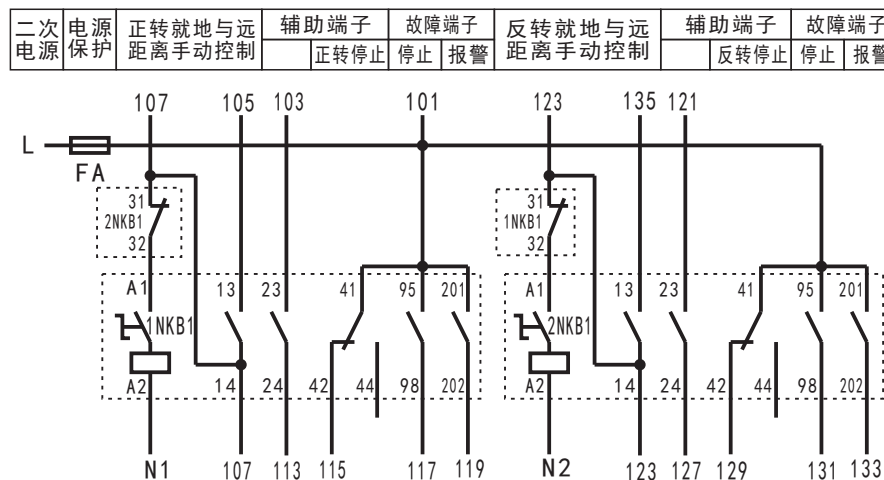 二次
电源
电源
保护
正转就地与远
距离手动控制
辅助端子
正转停止
故障端子
停止
报警
反转就地与远
距离手动控制
辅助端子
反转停止
故障端子
停止
报警
107 105 103 101 123 135 121
L
FA
31
2NKB1
32
31
1NKB1
32
A1 13 23 41 95 201 A1 13 23 41 95 201
1NKB1
2NKB1
A2 14 24 42 44 98 202 A2 14 24 42 44 98 202
N1 107 113 115 117 119 N2 123 127 129 131 133